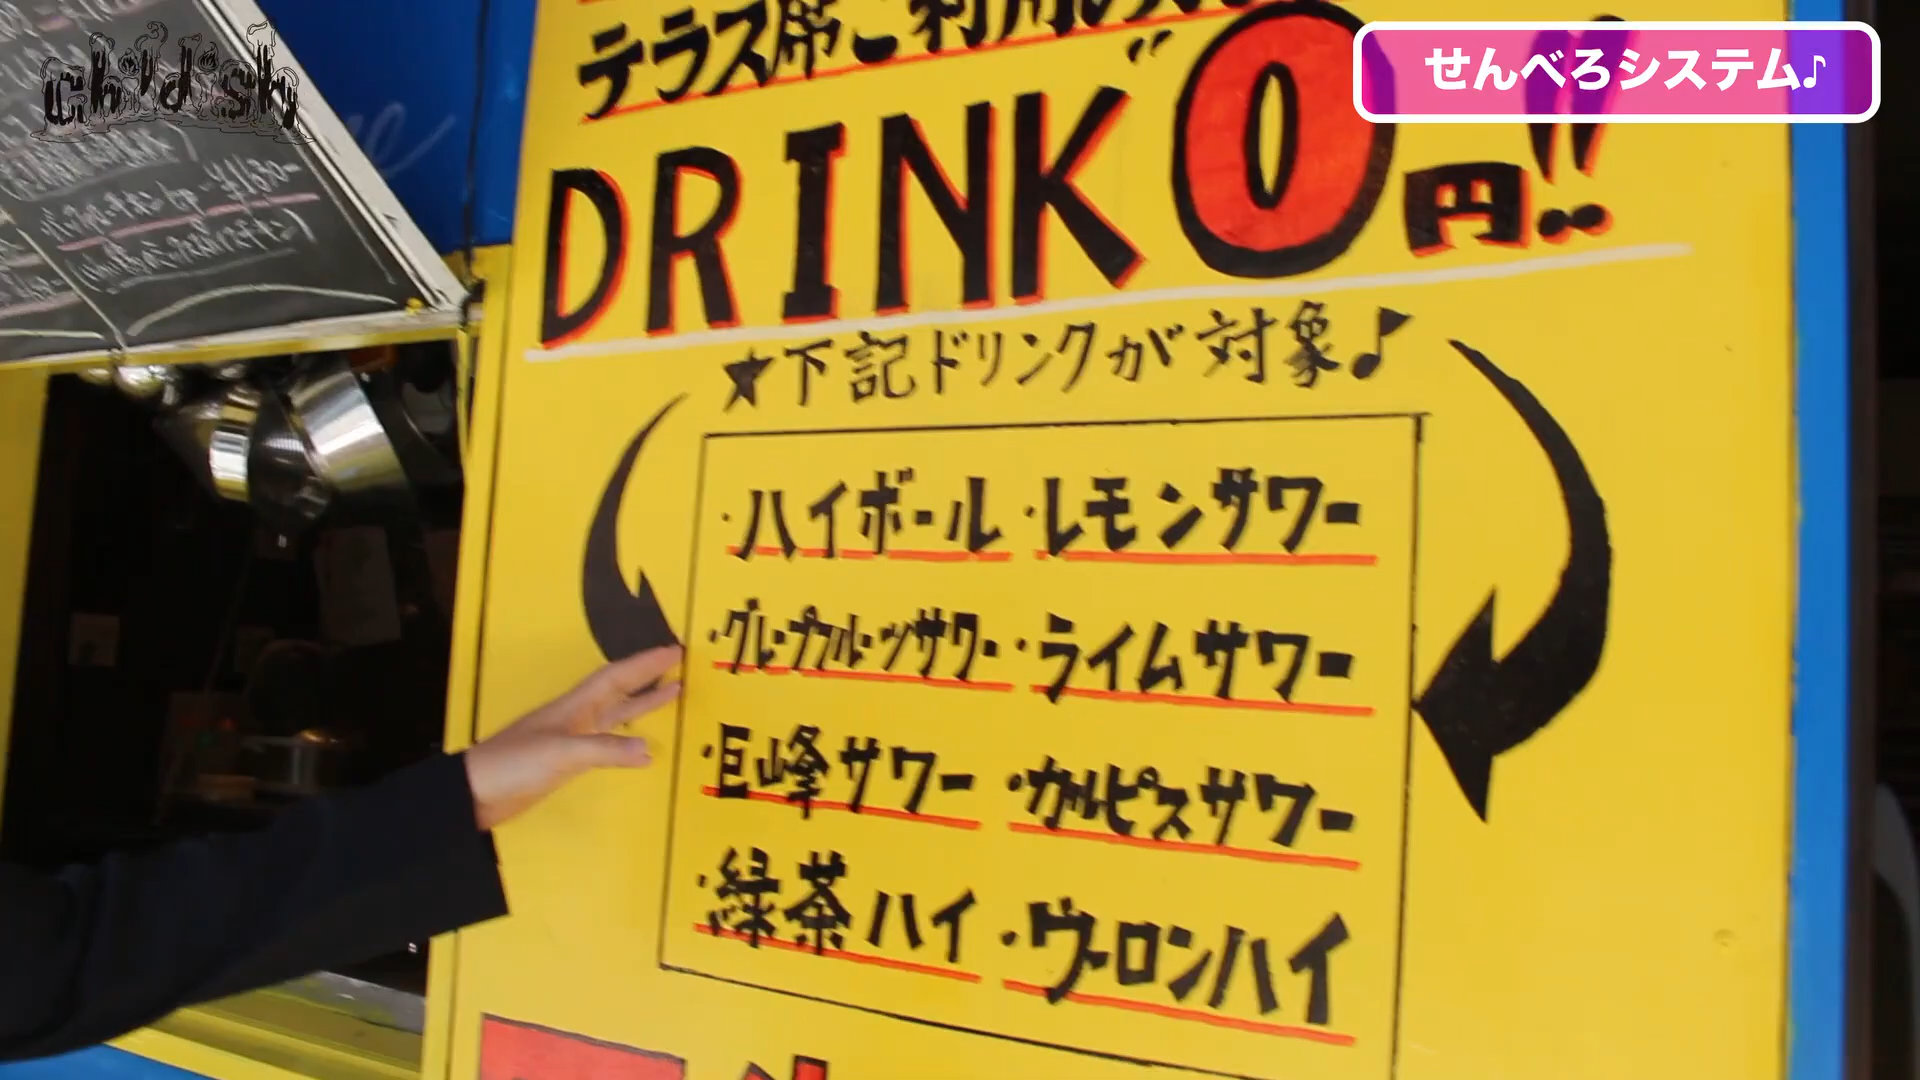 childish
せんべろシステム♪
テラス席ご利用の
DRINK 0円!!
★下記ドリンクが対象♪
・ハイボール ・レモンサワー
・グレープフルーツサワー ・ライムサワー
・巨峰サワー ・カルピスサワー
・緑茶ハイ ・ウーロンハイ